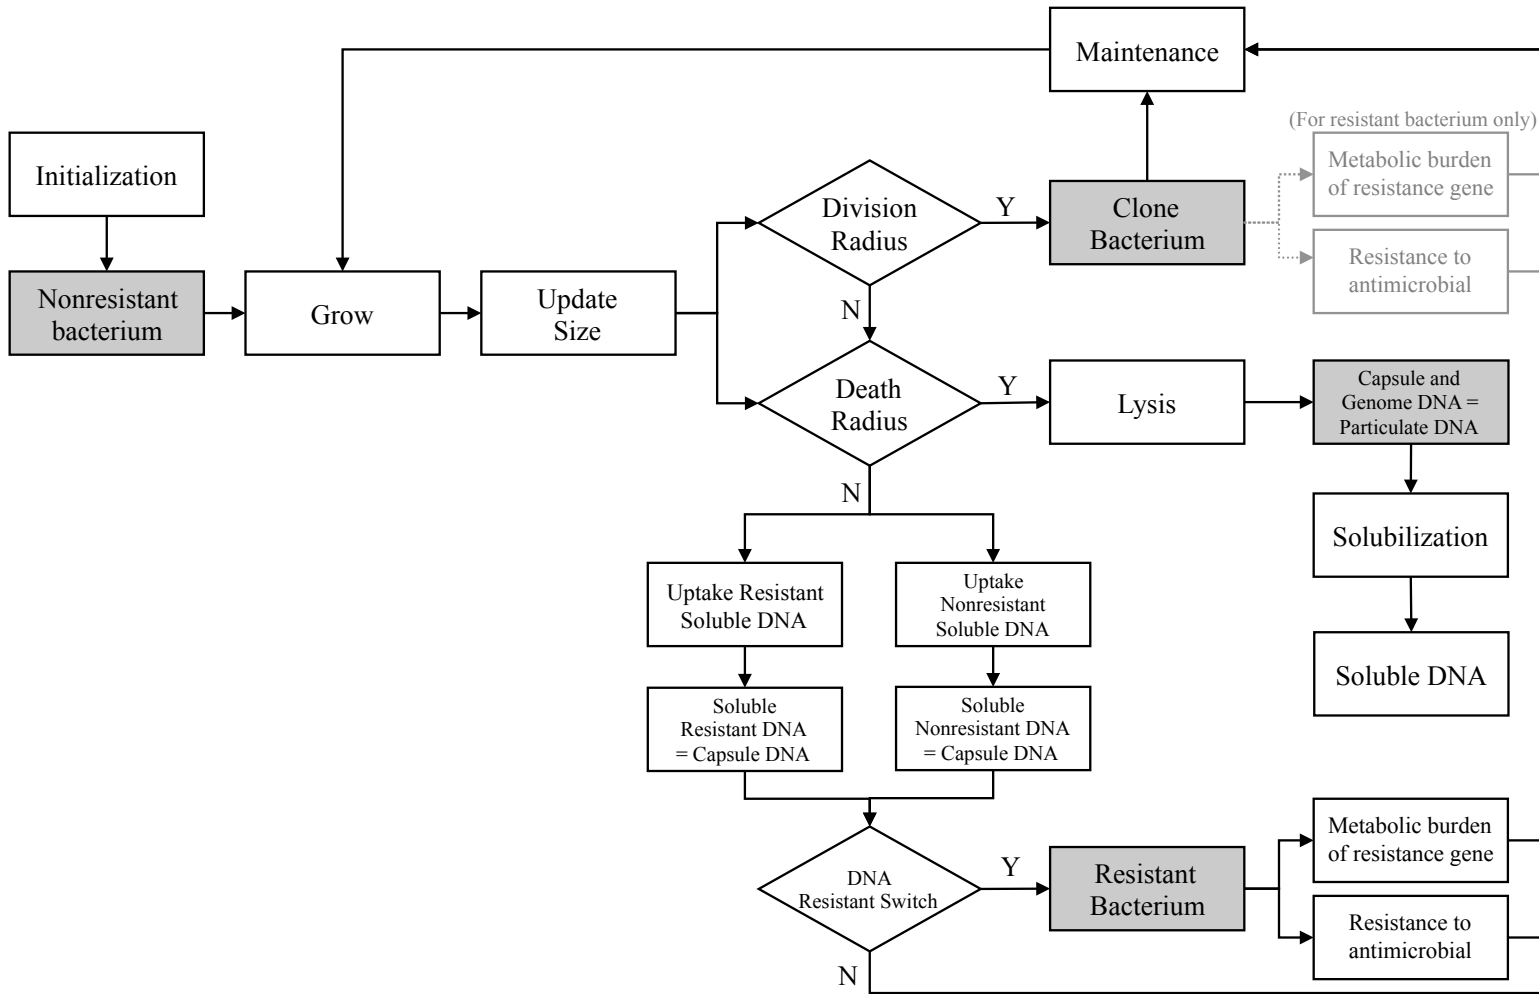 Maintenance
(For resistant bacterium only)
Initialization
Metabolic burden
of resistance gene
Division
Radius
Y
Clone
Bacterium
Resistance to
antimicrobial
Nonresistant
bacterium
Grow
Update
Size
N
Death
Radius
Y
Lysis
Capsule and
Genome DNA =
Particulate DNA
N
Solubilization
Uptake Resistant
Soluble DNA
Uptake
Nonresistant
Soluble DNA
Soluble DNA
Soluble
Resistant DNA
= Capsule DNA
Soluble
Nonresistant DNA
= Capsule DNA
DNA
Resistant Switch
Y
Resistant
Bacterium
Metabolic burden
of resistance gene
Resistance to
antimicrobial
N